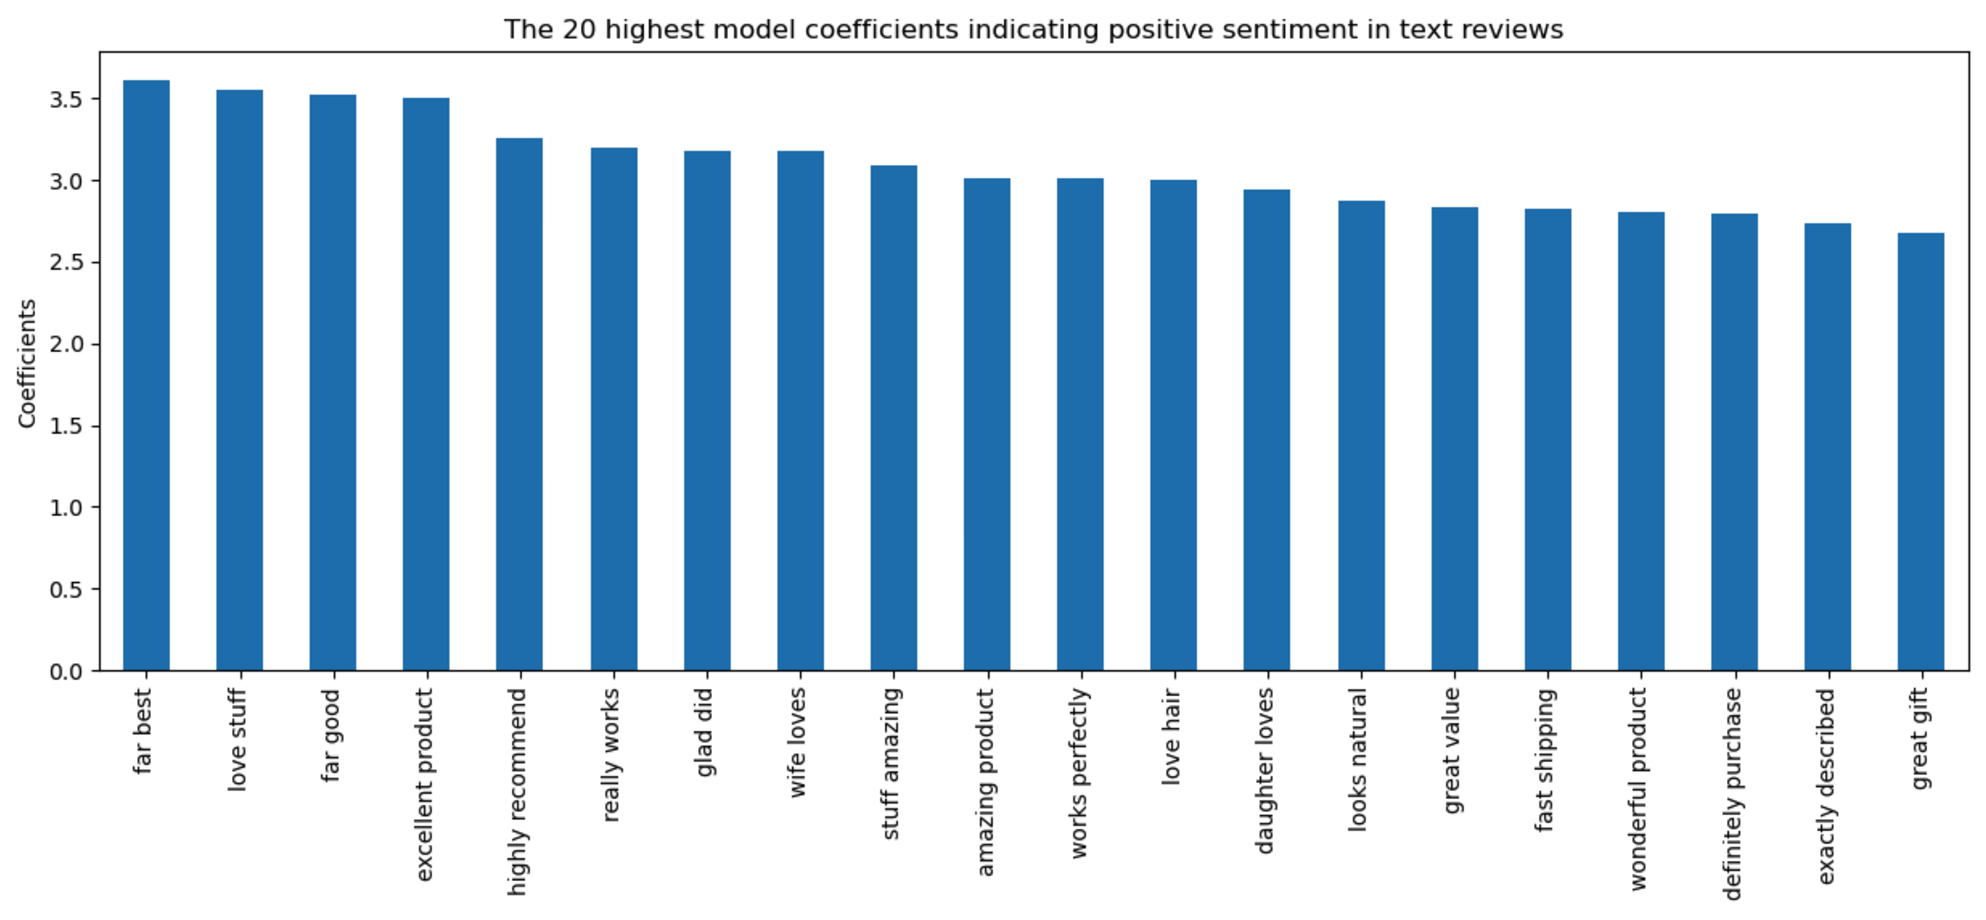 The 20 highest model coefficients indicating positive sentiment in text reviews
Coefficients
3.5
3.0
2.5
2.0
1.5
1.0
0.5
0.0
far best
love stuff
far good
excellent product
highly recommend
really works
glad did
wife loves
stuff amazing
amazing product
works perfectly
love hair
daughter loves
looks natural
great value
fast shipping
wonderful product
definitely purchase
exactly described
great gift